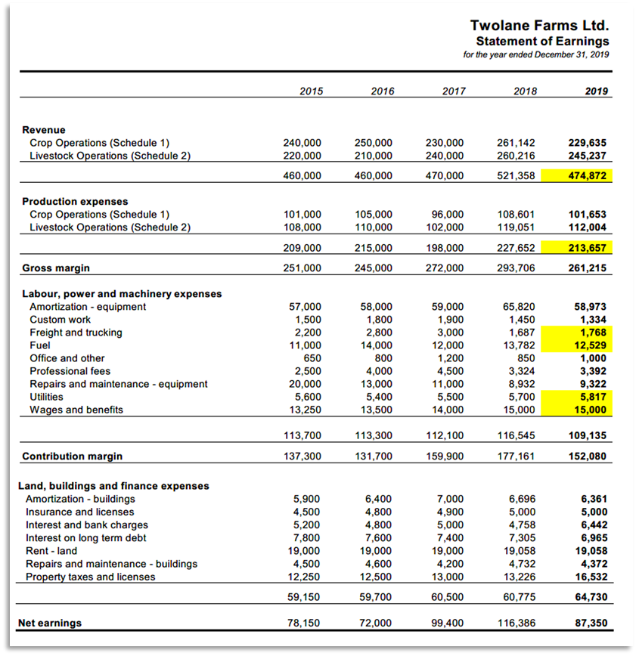 Twolane Farms Ltd.
Statement of Earnings
for the year ended December 31, 2019
2015 2016 2017 2018 2019
Revenue
Crop Operations (Schedule 1) 240,000 250,000 230,000 261,142 229,635
Livestock Operations (Schedule 2) 220,000 210,000 240,000 260,216 245,237
460,000 460,000 470,000 521,358 474,872
Production expenses
Crop Operations (Schedule 1) 101,000 105,000 96,000 108,601 101,653
Livestock Operations (Schedule 2) 108,000 110,000 102,000 119,051 112,004
209,000 215,000 198,000 227,652 213,657
Gross margin 251,000 245,000 272,000 293,706 261,215
Labour, power and machinery expenses
Amortization - equipment 57,000 58,000 59,000 65,820 58,973
Custom work 1,500 1,800 1,900 1,450 1,334
Freight and trucking 2,200 2,800 3,000 1,687 1,768
Fuel 11,000 14,000 12,000 13,782 12,529
Office and other 650 800 1,200 850 1,000
Professional fees 2,500 4,000 4,500 3,324 3,392
Repairs and maintenance - equipment 20,000 13,000 11,000 8,932 9,322
Utilities 5,600 5,400 5,500 5,700 5,817
Wages and benefits 13,250 13,500 14,000 15,000 15,000
113,700 113,300 112,100 116,545 109,135
Contribution margin 137,300 131,700 159,900 177,161 152,080
Land, buildings and finance expenses
Amortization - buildings 5,900 6,400 7,000 6,696 6,361
Insurance and licenses 4,500 4,800 4,900 5,000 5,000
Interest and bank charges 5,200 4,800 5,000 4,758 6,442
Interest on long term debt 7,800 7,600 7,400 7,305 6,965
Rent - land 19,000 19,000 19,000 19,058 19,058
Repairs and maintenance - buildings 4,500 4,600 4,200 4,732 4,372
Property taxes and licenses 12,250 12,500 13,000 13,226 16,532
59,150 59,700 60,500 60,775 64,730
Net earnings 78,150 72,000 99,400 116,386 87,350